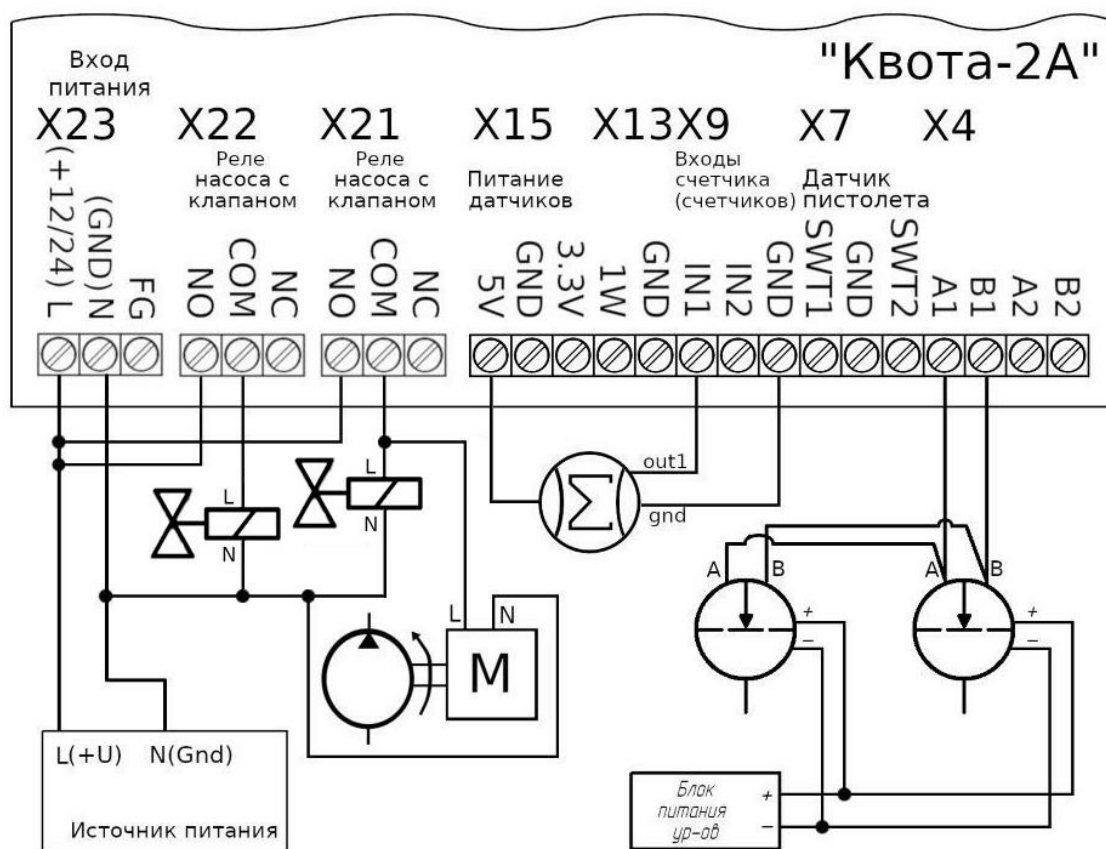 "Квота-2А"
Вход
питания
X23
X22
X21
X15
X13
X9
X7
X4
Реле
насоса с
клапаном
Реле
насоса с
клапаном
Питание
датчиков
Входы
счетчика
(счетчиков)
Датчик
пистолета
(+12/24) L
(GND) N
FG
NO
COM
NC
NO
COM
NC
5V
GND
3.3V
1W
GND
IN1
IN2
GND
SWT1
GND
SWT2
A1
B1
A2
B2
L
N
L
N
out1
gnd
L
N
M
A
B
+
−
A
B
+
−
L(+U)
N(Gnd)
Источник питания
Блок
питания
ур-ов
+
−